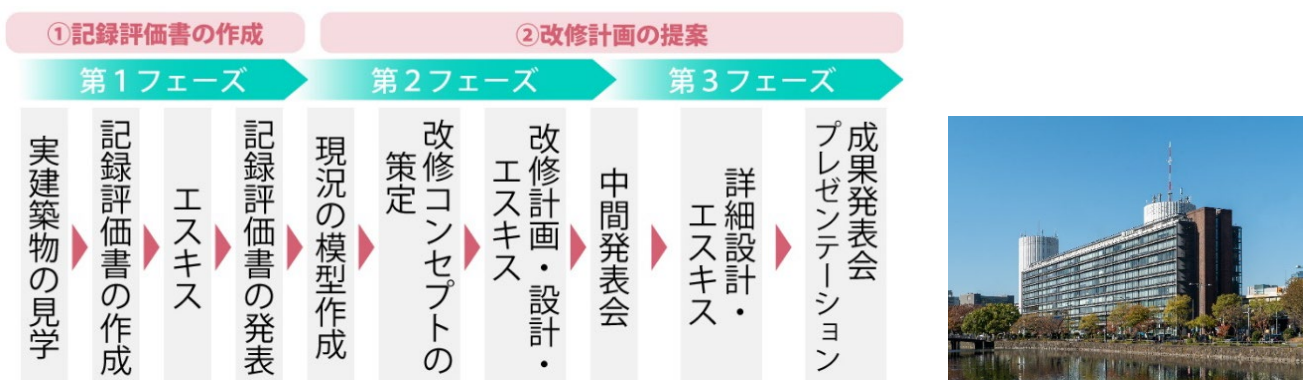 ①記録評価書の作成
②改修計画の提案
第1フェーズ
第2フェーズ
第3フェーズ
実建築物の見学
記録評価書の作成
エスキス
記録評価書の発表
現況の模型作成
改修コンセプトの
策定
改修計画・設計・
エスキス
中間発表会
詳細設計・
エスキス
成果発表会
プレゼンテーション